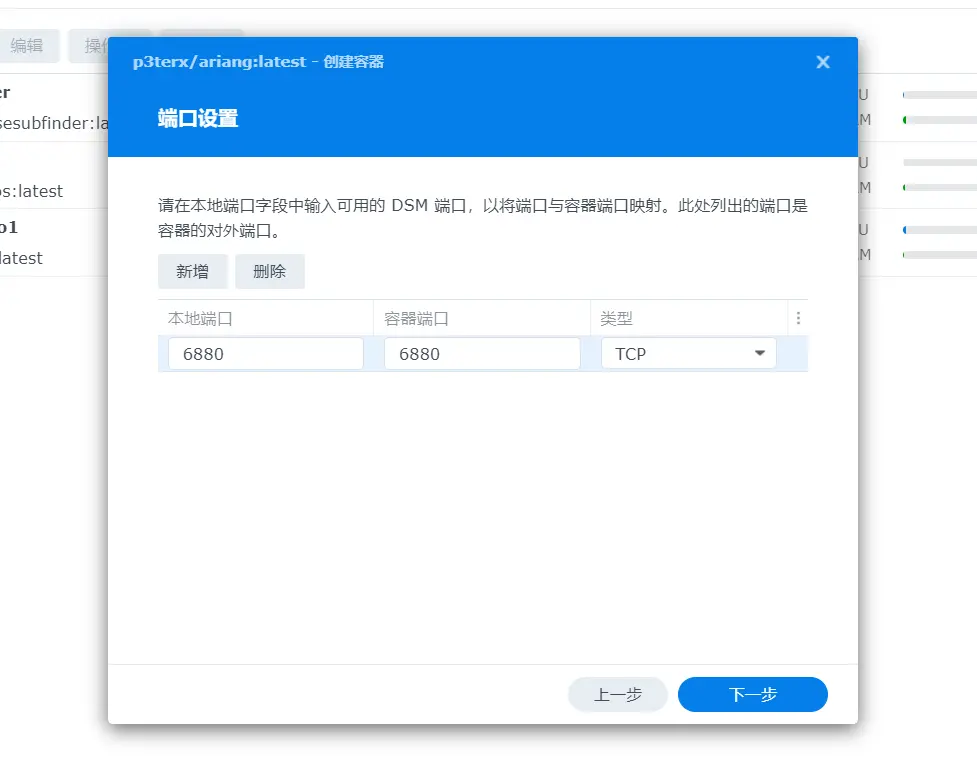 编辑
p3terx/ariang:latest - 创建容器
端口设置
请在本地端口字段中输入可用的 DSM 端口，以将端口与容器端口映射。此处列出的端口是
容器的对外端口。
新增 删除
本地端口 容器端口 类型
6880 6880 TCP
sesubfinder:la
os:latest
o1
latest
上一步 下一步